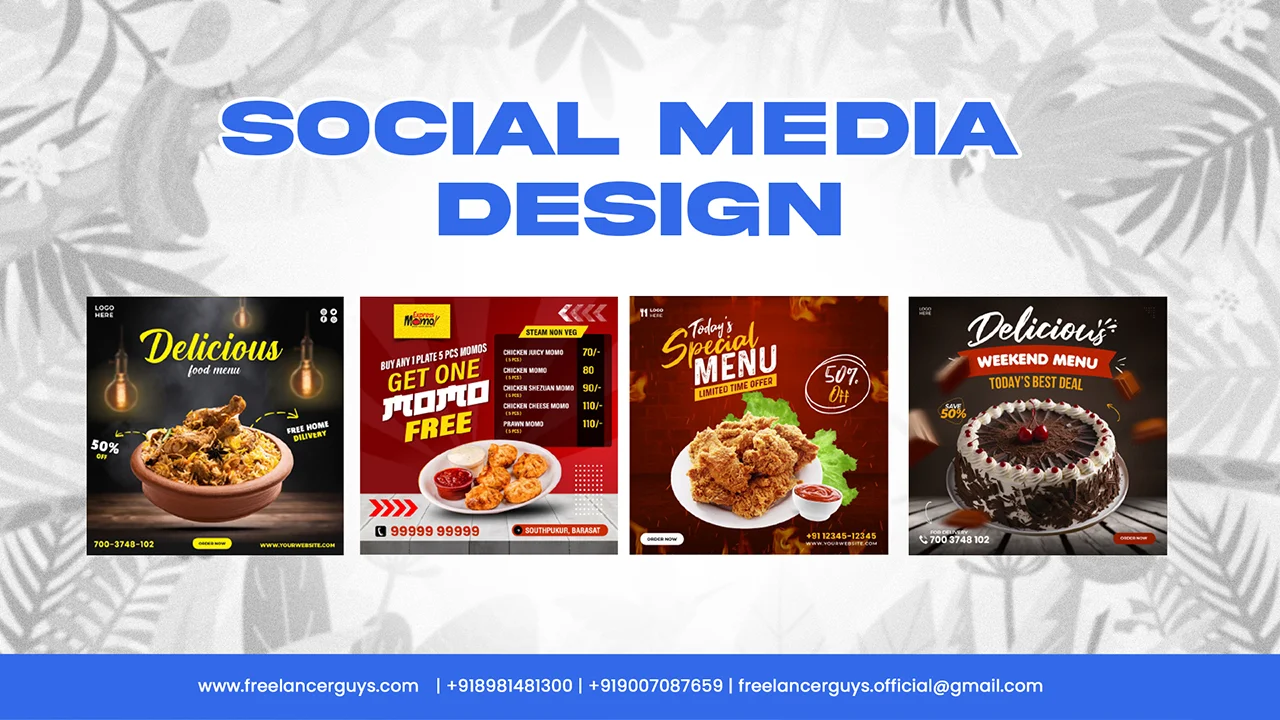 SOCIAL MEDIA
DESIGN
LOGO
HERE
Delicious
food menu
50%
OFF
FREE HOME
DILIVERY
700-3748-102
ORDER NOW
WWW.YOURWEBSITE.COM
Express
Momo
BUY ANY 1 PLATE 5 PCS MOMOS
GET ONE
MOMO
FREE
STEAM NON VEG
CHICKEN JUICY MOMO 70/-
( 5 PCS )
CHICKEN MOMO 80
( 5 PCS )
CHICKEN SHEZUAN MOMO 90/-
( 5 PCS )
CHICKEN CHEESE MOMO 110/-
( 5 PCS )
PRAWN MOMO 110/-
( 5 PCS )
99999 99999
SOUTHPUKUR, BARASAT
LOGO
HERE
Today's
Special
MENU
LIMITED TIME OFFER
50%
Off
ORDER NOW
+91 12345-12345
WWW.YOURWEBSITE.COM
LOGO
HERE
Delicious
WEEKEND MENU
TODAY'S BEST DEAL
SAVE
50%
FOR DELIVERY
700 3748 102
ORDER NOW
www.freelancerguys.com | +918981481300 | +919007087659 | freelancerguys.official@gmail.com